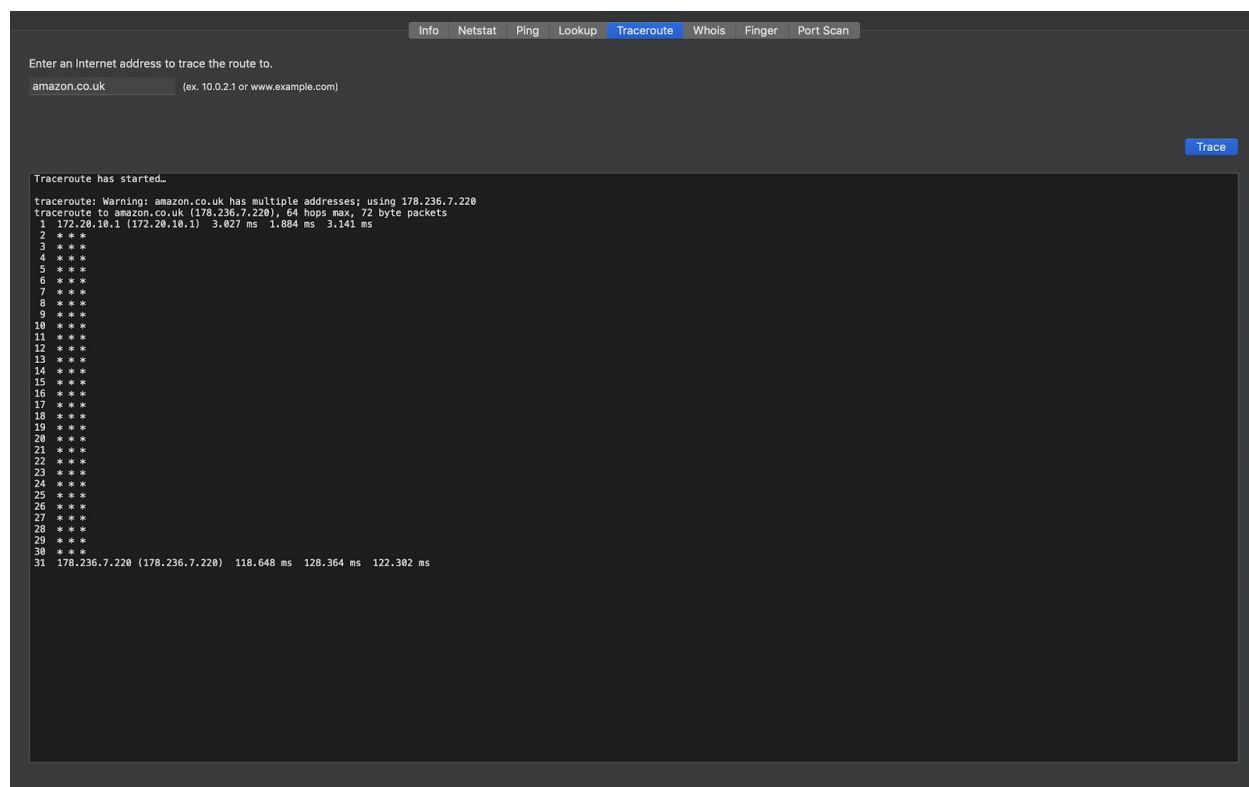 Info Netstat Ping Lookup Traceroute Whois Finger Port Scan
Enter an Internet address to trace the route to.
amazon.co.uk (ex. 10.0.2.1 or www.example.com)
Trace
Traceroute has started…
traceroute: Warning: amazon.co.uk has multiple addresses; using 178.236.7.220
traceroute to amazon.co.uk (178.236.7.220), 64 hops max, 72 byte packets
1 172.20.10.1 (172.20.10.1) 3.027 ms 1.884 ms 3.141 ms
2 * * *
3 * * *
4 * * *
5 * * *
6 * * *
7 * * *
8 * * *
9 * * *
10 * * *
11 * * *
12 * * *
13 * * *
14 * * *
15 * * *
16 * * *
17 * * *
18 * * *
19 * * *
20 * * *
21 * * *
22 * * *
23 * * *
24 * * *
25 * * *
26 * * *
27 * * *
28 * * *
29 * * *
30 * * *
31 178.236.7.220 (178.236.7.220) 118.648 ms 128.364 ms 122.302 ms